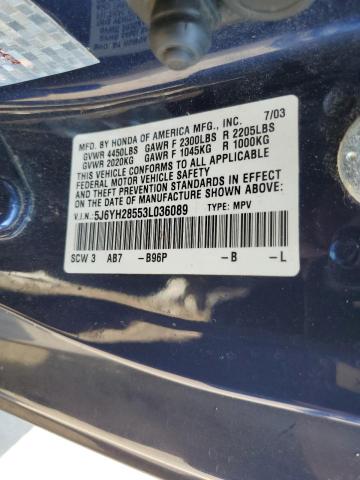 MFD. BY HONDA OF AMERICA MFG., INC. 7/03
GVWR 4450LBS GAWR F 2300LBS R 2205LBS
GVWR 2020KG GAWR F 1045KG R 1000KG
THIS VEHICLE CONFORMS TO ALL APPLICABLE
FEDERAL MOTOR VEHICLE SAFETY
AND THEFT PREVENTION STANDARDS IN EFFECT
ON THE DATE OF MANUFACTURE SHOWN ABOVE.
V.I.N.: 5J6YH28553L036089 TYPE: MPV
SCW 3 AB7 -B96P -B -L